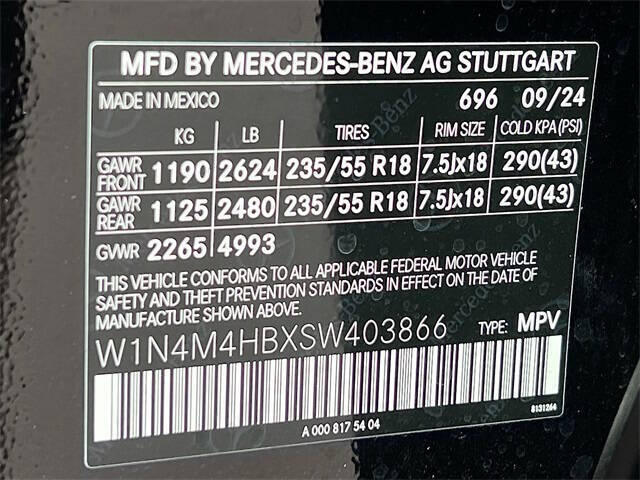 MFD BY MERCEDES-BENZ AG STUTTGART
MADE IN MEXICO 696 09/24
KG LB TIRES RIM SIZE COLD KPA (PSI)
GAWR FRONT 1190 2624 235/55 R18 7.5Jx18 290(43)
GAWR REAR 1125 2480 235/55 R18 7.5Jx18 290(43)
GVWR 2265 4993
THIS VEHICLE CONFORMS TO ALL APPLICABLE FEDERAL MOTOR VEHICLE
SAFETY AND THEFT PREVENTION STANDARDS IN EFFECT ON THE DATE OF
MANUFACTURE SHOWN ABOVE.
W1N4M4HBXSW403866 TYPE: MPV
A 000 817 54 04 8131264